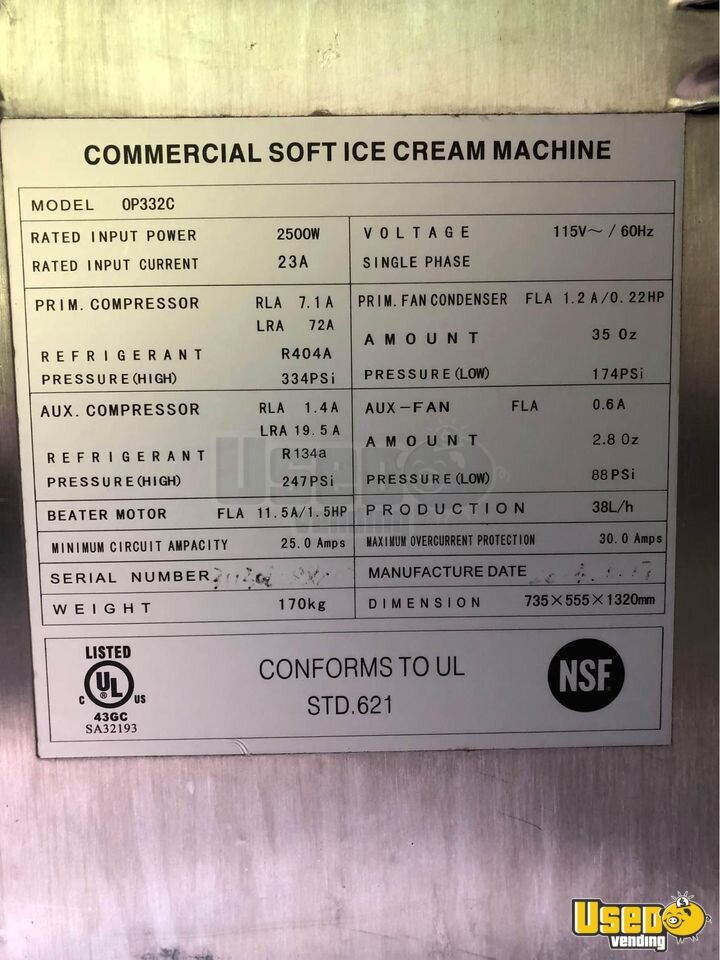 COMMERCIAL SOFT ICE CREAM MACHINE
MODEL OP332C
RATED INPUT POWER 2500W VOLTAGE 115V～ / 60Hz
RATED INPUT CURRENT 23A SINGLE PHASE
PRIM. COMPRESSOR RLA 7.1A PRIM. FAN CONDENSER FLA 1.2A/0.22HP
LRA 72A AMOUNT 35 Oz
REFRIGERANT R404A
PRESSURE(HIGH) 334PSi PRESSURE(LOW) 174PSi
AUX. COMPRESSOR RLA 1.4A AUX-FAN FLA 0.6A
LRA 19.5A AMOUNT 2.8 Oz
REFRIGERANT R134a
PRESSURE(HIGH) 247PSi PRESSURE(LOW) 88PSi
BEATER MOTOR FLA 11.5A/1.5HP PRODUCTION 38L/h
MINIMUM CIRCUIT AMPACITY 25.0 Amps MAXIMUM OVERCURRENT PROTECTION 30.0 Amps
SERIAL NUMBER MANUFACTURE DATE
WEIGHT 170kg DIMENSION 735×555×1320mm
LISTED
C UL ® US
43GC
SA32193
CONFORMS TO UL
STD.621
NSF
USED
vending
USED
vending